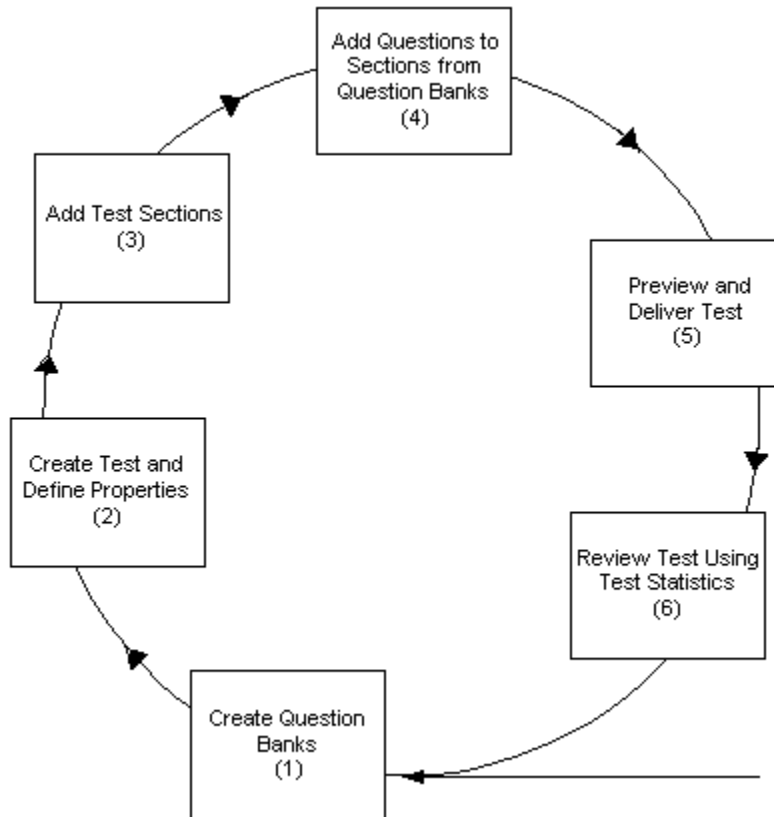 Add Questions to
Sections from
Question Banks
(4)
Add Test Sections
(3)
Preview and
Deliver Test
(5)
Create Test and
Define Properties
(2)
Review Test Using
Test Statistics
(6)
Create Question
Banks
(1)